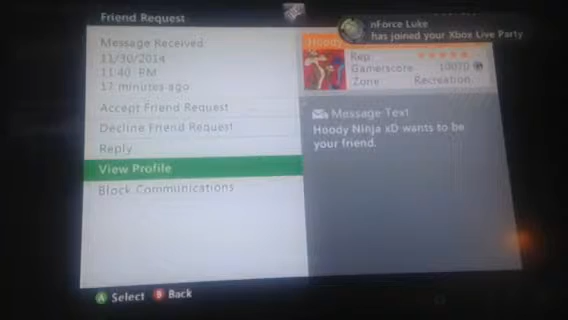 Friend Request
nForce Luke
has joined your Xbox Live Party
Message Received
11/30/2014
11:40 PM
17 minutes ago
Accept Friend Request
Decline Friend Request
Reply
View Profile
Block Communications
Hoody
Rep
Gamerscore 10070 G
Zone Recreation
Message Text
Hoody Ninja xD wants to be
your friend.
A Select B Back